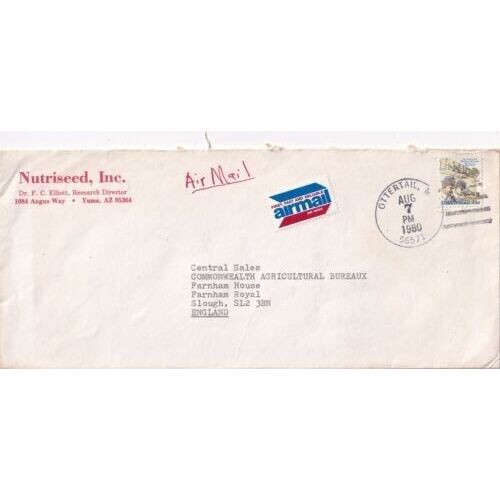 Nutriseed, Inc.
Dr. F. C. Elliott, Research Director
1084 Angus Way • Yuma, AZ 85364
Air Mail
airmail
OTTERTAIL,
AUG
7
PM
1980
56571
Central Sales
COMMONWEALTH AGRICULTURAL BUREAUX
Farnham House
Farnham Royal
Slough, SL2 3BN
ENGLAND